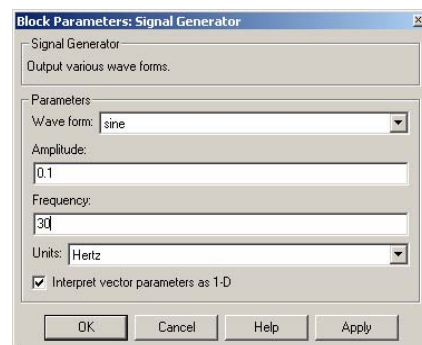 Block Parameters: Signal Generator
Signal Generator
Output various wave forms.
Parameters
Wave form: sine
Amplitude:
0.1
Frequency:
30
Units: Hertz
Interpret vector parameters as 1-D
OK Cancel Help Apply